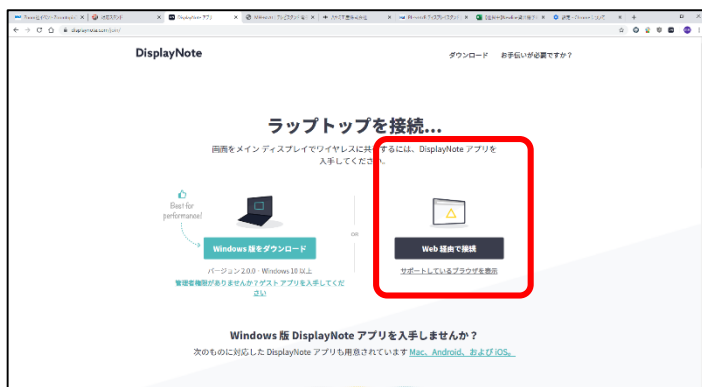 DisplayNote アプリ
displaynote.com/join/
DisplayNote
ダウンロード お手伝いが必要ですか?
ラップトップを接続...
画面をメイン ディスプレイでワイヤレスに共有するには、DisplayNote アプリを
入手してください。
Best for
performance!
OR
Windows 版をダウンロード
Web 経由で接続
バージョン 2.0.0 - Windows 10 以上
サポートしているブラウザを表示
管理者権限がありませんか？ゲスト アプリを入手してくだ
さい
Windows 版 DisplayNote アプリを入手しませんか？
次のものに対応した DisplayNote アプリも用意されています Mac、Android、および iOS。